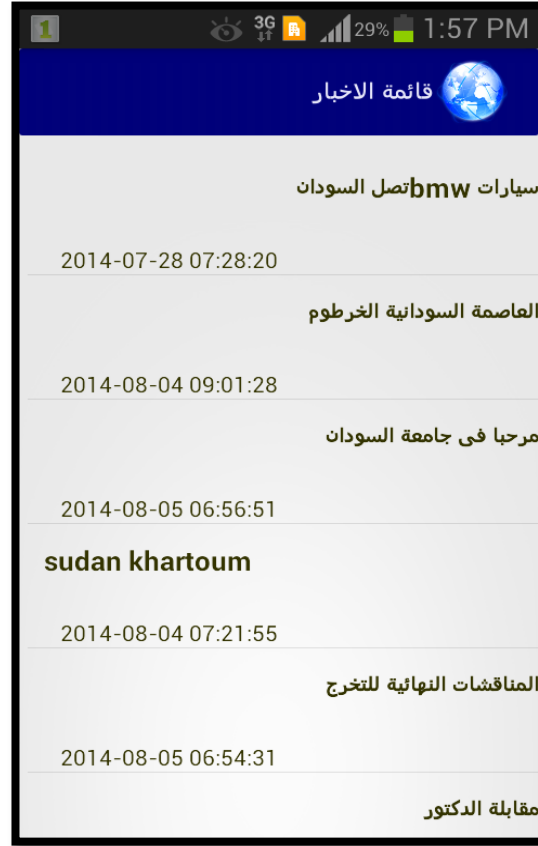 1 3G 29% 1:57 PM
قائمة الاخبار
سيارات bmwتصل السودان
2014-07-28 07:28:20
العاصمة السودانية الخرطوم
2014-08-04 09:01:28
مرحبا فى جامعة السودان
2014-08-05 06:56:51
sudan khartoum
2014-08-04 07:21:55
المناقشات النهائية للتخرج
2014-08-05 06:54:31
مقابلة الدكتور